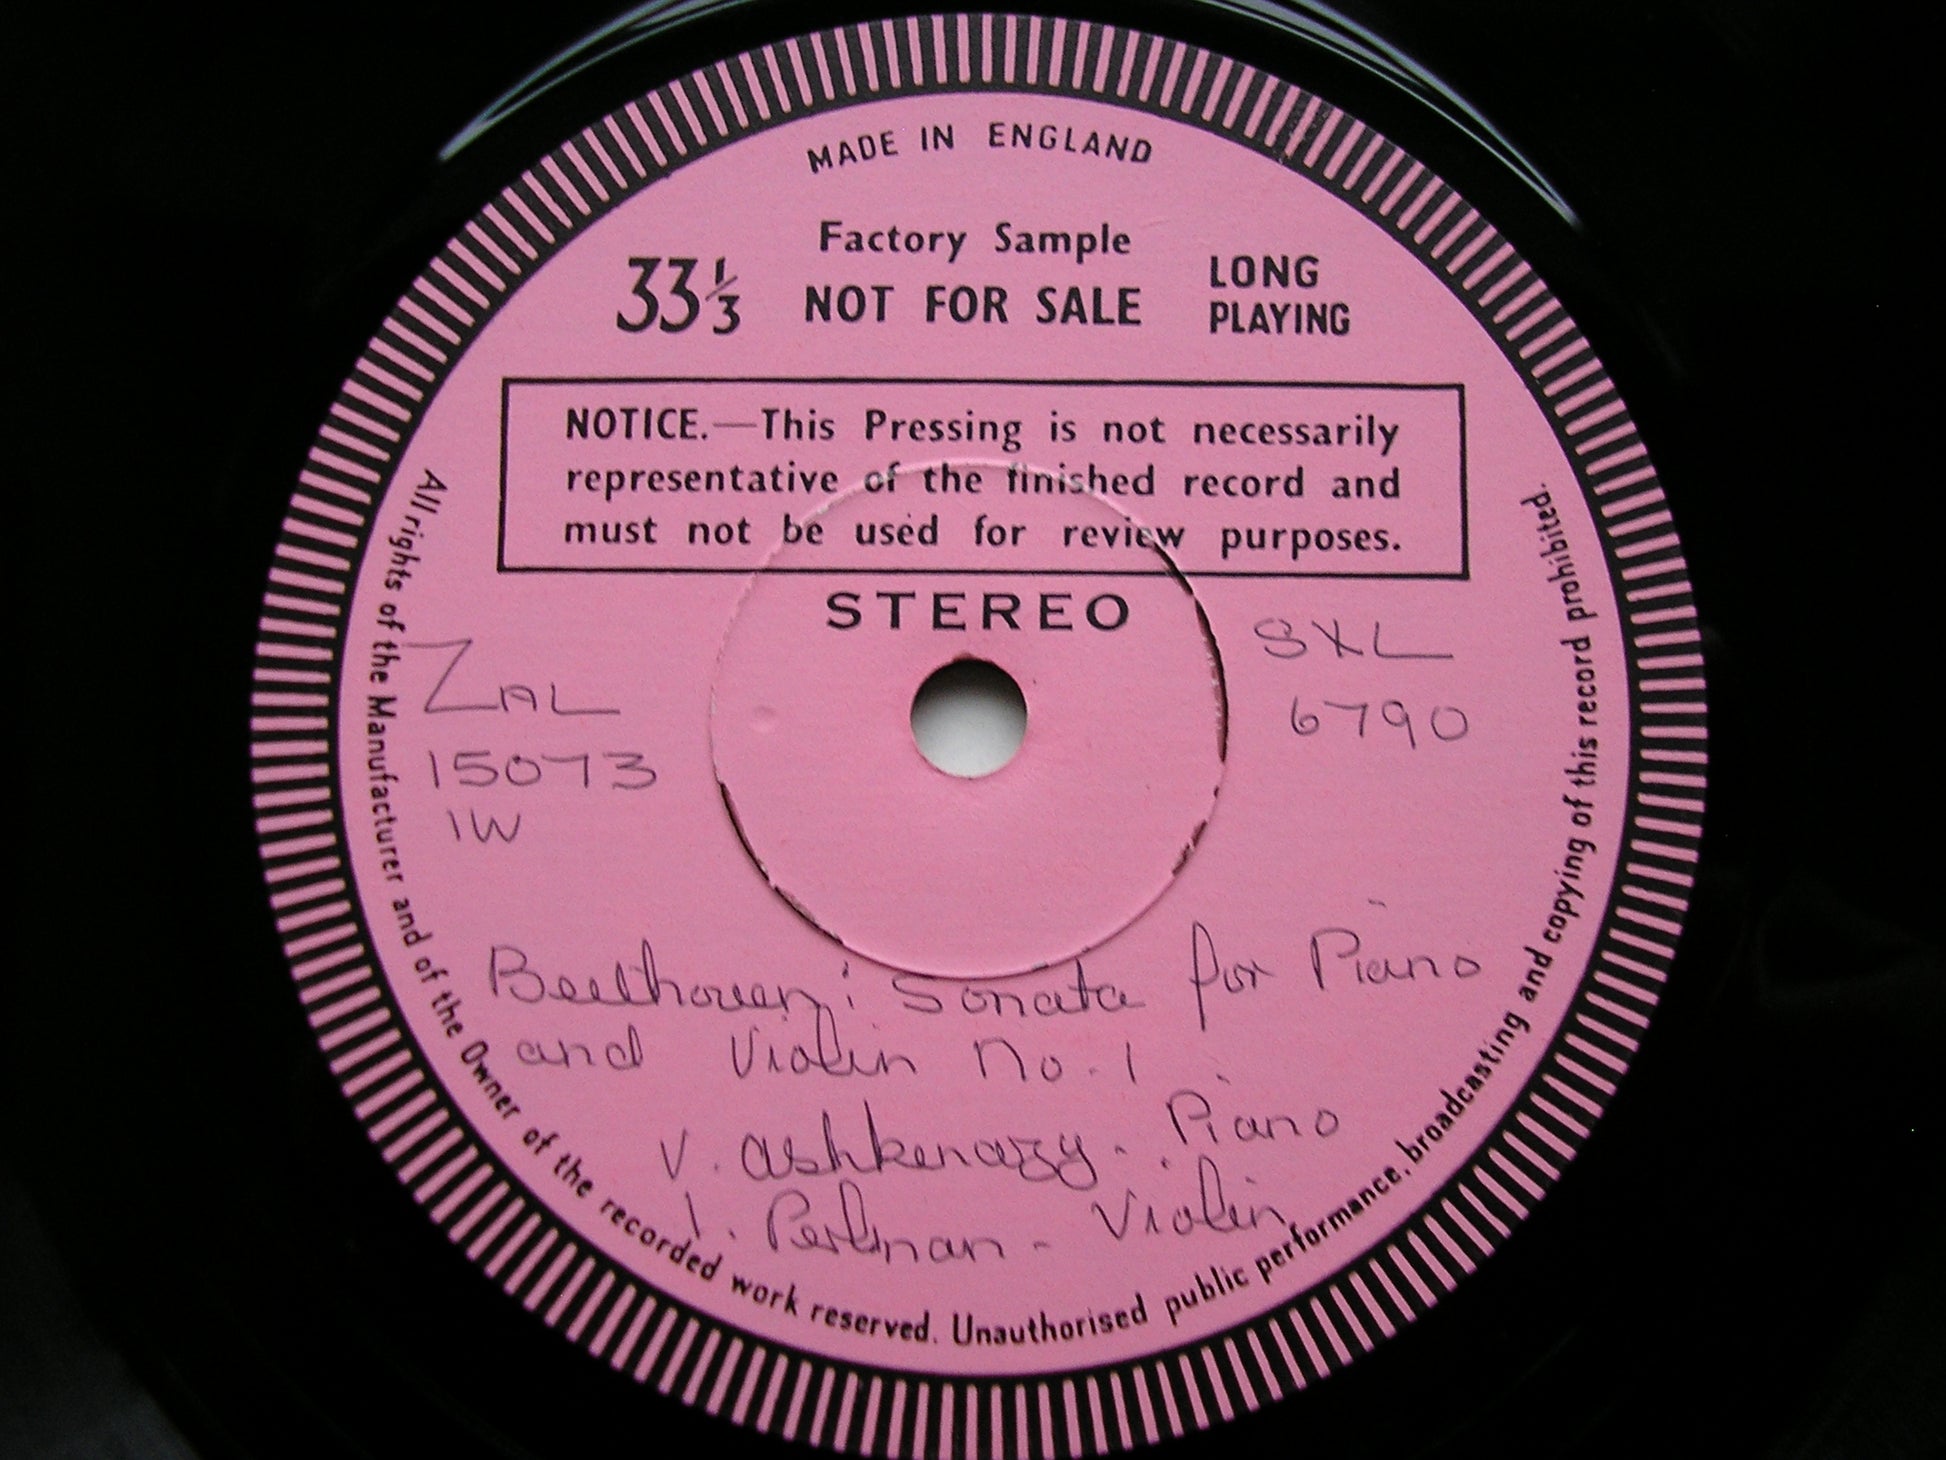 MADE IN ENGLAND
Factory Sample
33 1/3 NOT FOR SALE
LONG
PLAYING
NOTICE.—This Pressing is not necessarily
representative of the finished record and
must not be used for review purposes.
STEREO
ZAL
15073
1W
SXL
6790
Beethoven: Sonata for Piano
and Violin No. 1
V. Ashkenazy - Piano
I. Perlman - Violin
All rights of the Manufacturer and of the Owner of the recorded work reserved. Unauthorised public performance, broadcasting and copying of this record prohibited.